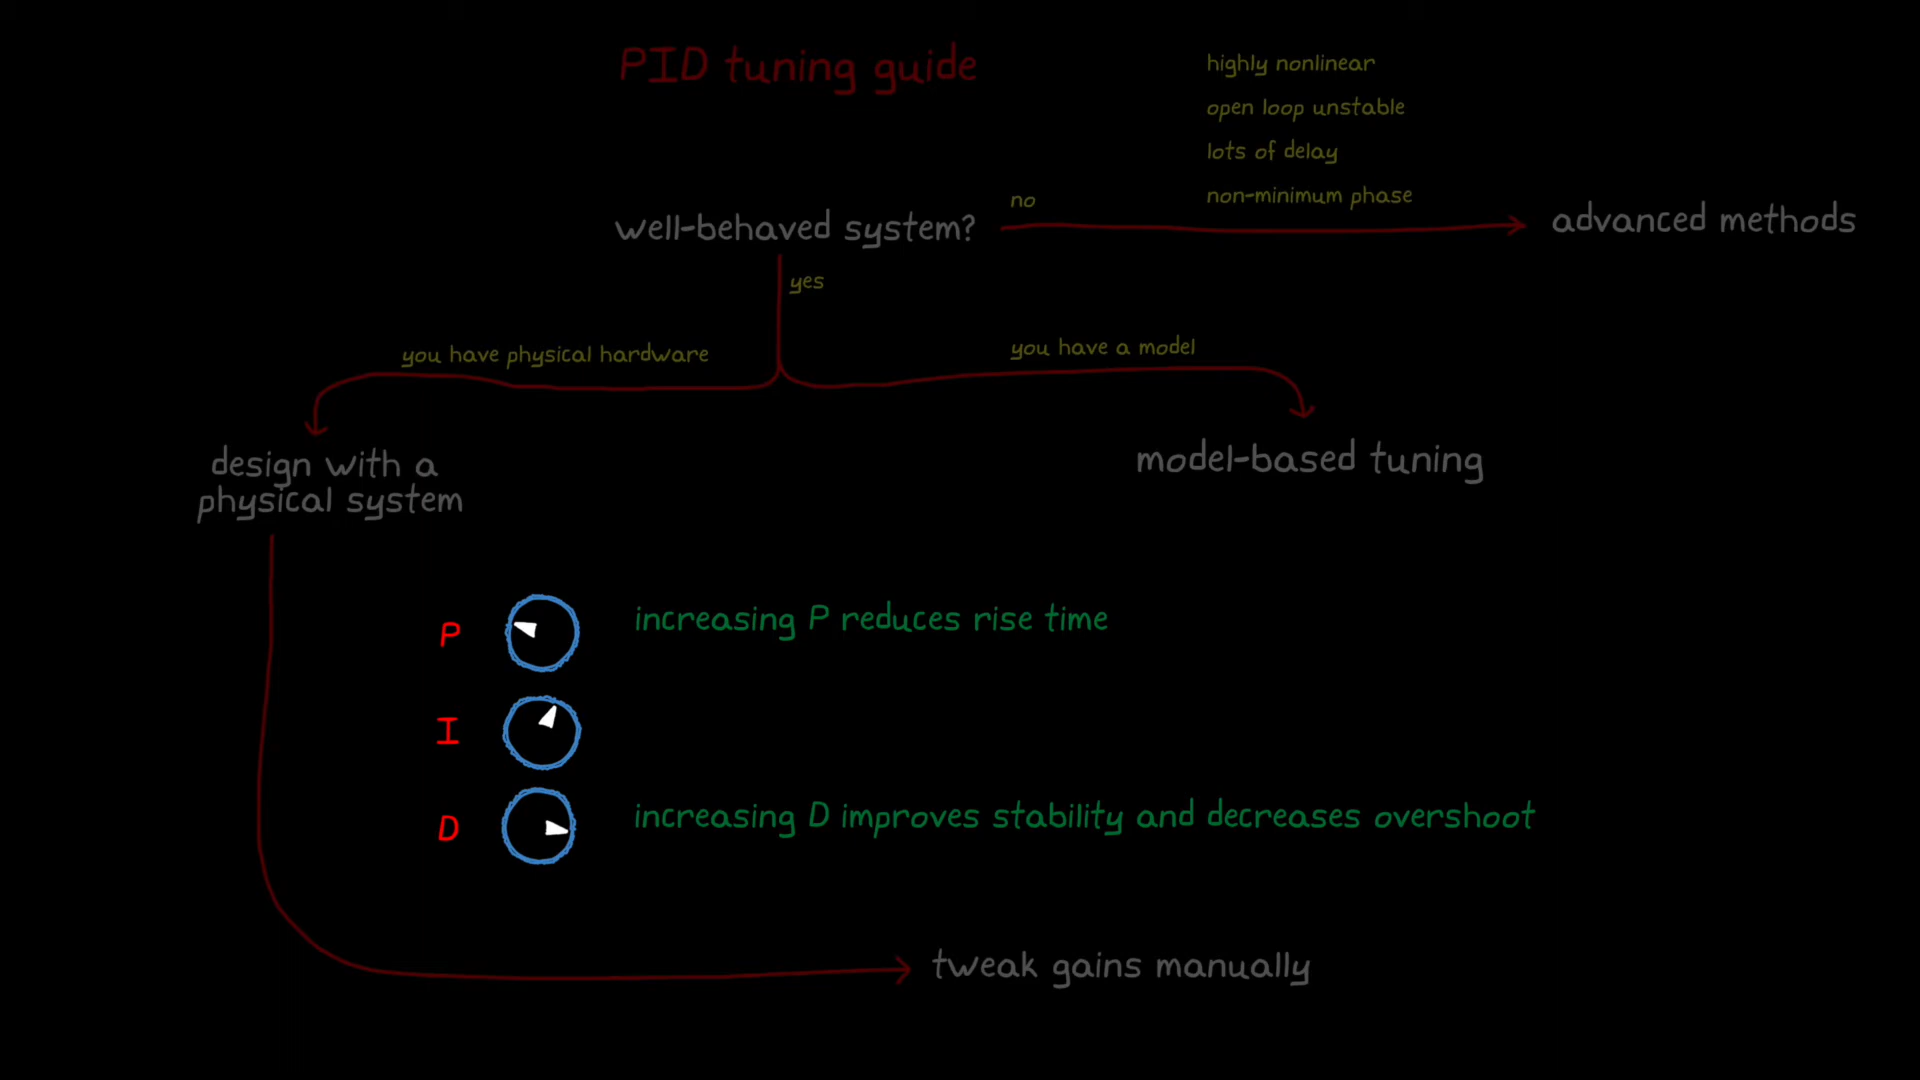 PID tuning guide
highly nonlinear
open loop unstable
lots of delay
non-minimum phase
well-behaved system?
no
advanced methods
yes
you have physical hardware
you have a model
design with a
physical system
model-based tuning
P
increasing P reduces rise time
I
D
increasing D improves stability and decreases overshoot
tweak gains manually